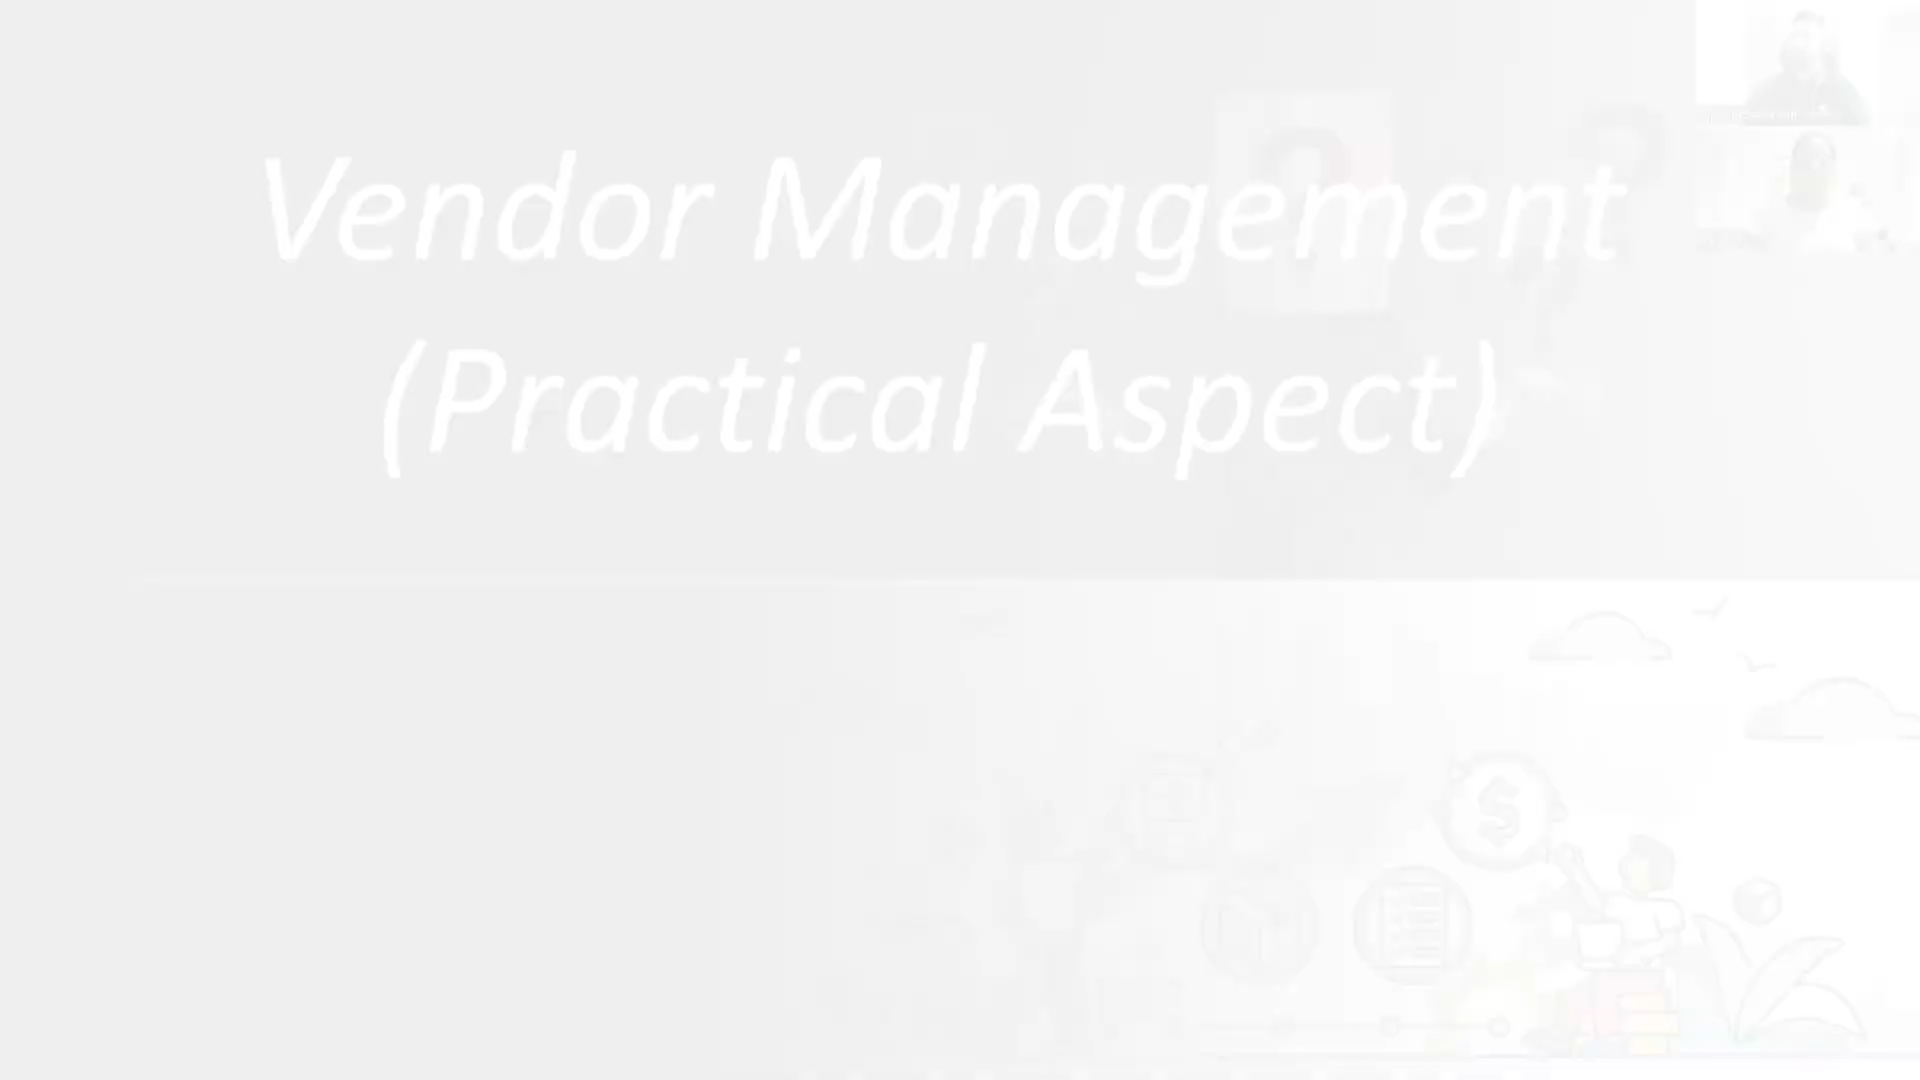 Vendor Management
(Practical Aspect)
$